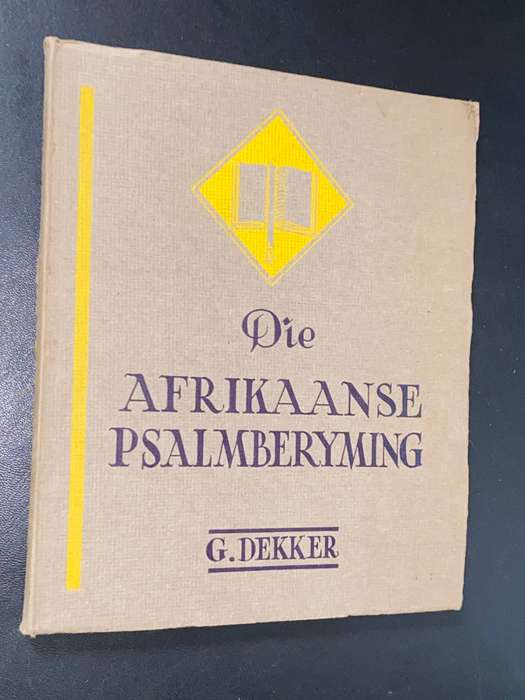 Die
AFRIKAANSE
PSALMBERYMING
G. DEKKER